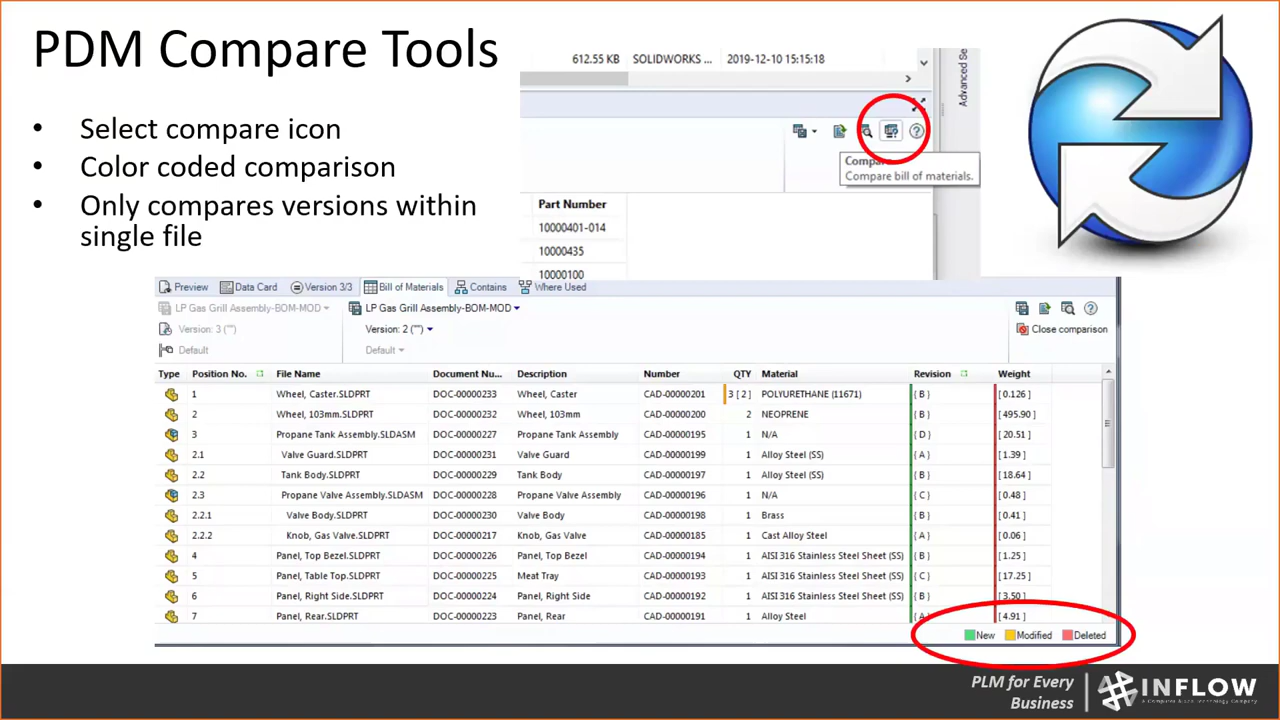 PDM Compare Tools
• Select compare icon
• Color coded comparison
• Only compares versions within
single file
612.55 KB SOLIDWORKS ... 2019-12-10 15:15:18
Advanced Se
Compare bill of materials.
Part Number
10000401-014
10000435
10000100
Preview Data Card Version 3/3 Bill of Materials Contains Where Used
LP Gas Grill Assembly-BOM-MOD LP Gas Grill Assembly-BOM-MOD
Version: 3 ("") Version: 2 ("") Close comparison
Default Default
Type Position No. File Name Document Nu... Description Number QTY Material Revision Weight
1 Wheel, Caster.SLDPRT DOC-00000233 Wheel, Caster CAD-00000201 3 [ 2 ] POLYURETHANE (11671) { B } [ 0.126 ]
2 Wheel, 103mm.SLDPRT DOC-00000232 Wheel, 103mm CAD-00000200 2 NEOPRENE { B } [ 495.90 ]
3 Propane Tank Assembly.SLDASM DOC-00000227 Propane Tank Assembly CAD-00000195 1 N/A { D } [ 20.51 ]
2.1 Valve Guard.SLDPRT DOC-00000231 Valve Guard CAD-00000199 1 Alloy Steel (SS) { A } [ 1.39 ]
2.2 Tank Body.SLDPRT DOC-00000229 Tank Body CAD-00000197 1 Alloy Steel (SS) { B } [ 18.64 ]
2.3 Propane Valve Assembly.SLDASM DOC-00000228 Propane Valve Assembly CAD-00000196 1 N/A { C } [ 0.48 ]
2.2.1 Valve Body.SLDPRT DOC-00000230 Valve Body CAD-00000198 1 Brass { B } [ 0.41 ]
2.2.2 Knob, Gas Valve.SLDPRT DOC-00000217 Knob, Gas Valve CAD-00000185 1 Cast Alloy Steel { A } [ 0.06 ]
4 Panel, Top Bezel.SLDPRT DOC-00000226 Panel, Top Bezel CAD-00000194 1 AISI 316 Stainless Steel Sheet (SS) { B } [ 1.25 ]
5 Panel, Table Top.SLDPRT DOC-00000225 Meat Tray CAD-00000193 1 AISI 316 Stainless Steel Sheet (SS) { C } [ 17.25 ]
6 Panel, Right Side.SLDPRT DOC-00000224 Panel, Right Side CAD-00000192 1 AISI 316 Stainless Steel Sheet (SS) { B } [ 3.50 ]
7 Panel, Rear.SLDPRT DOC-00000223 Panel, Rear CAD-00000191 1 Alloy Steel { A } [ 4.91 ]
New Modified Deleted
PLM for Every
Business
INFLOW